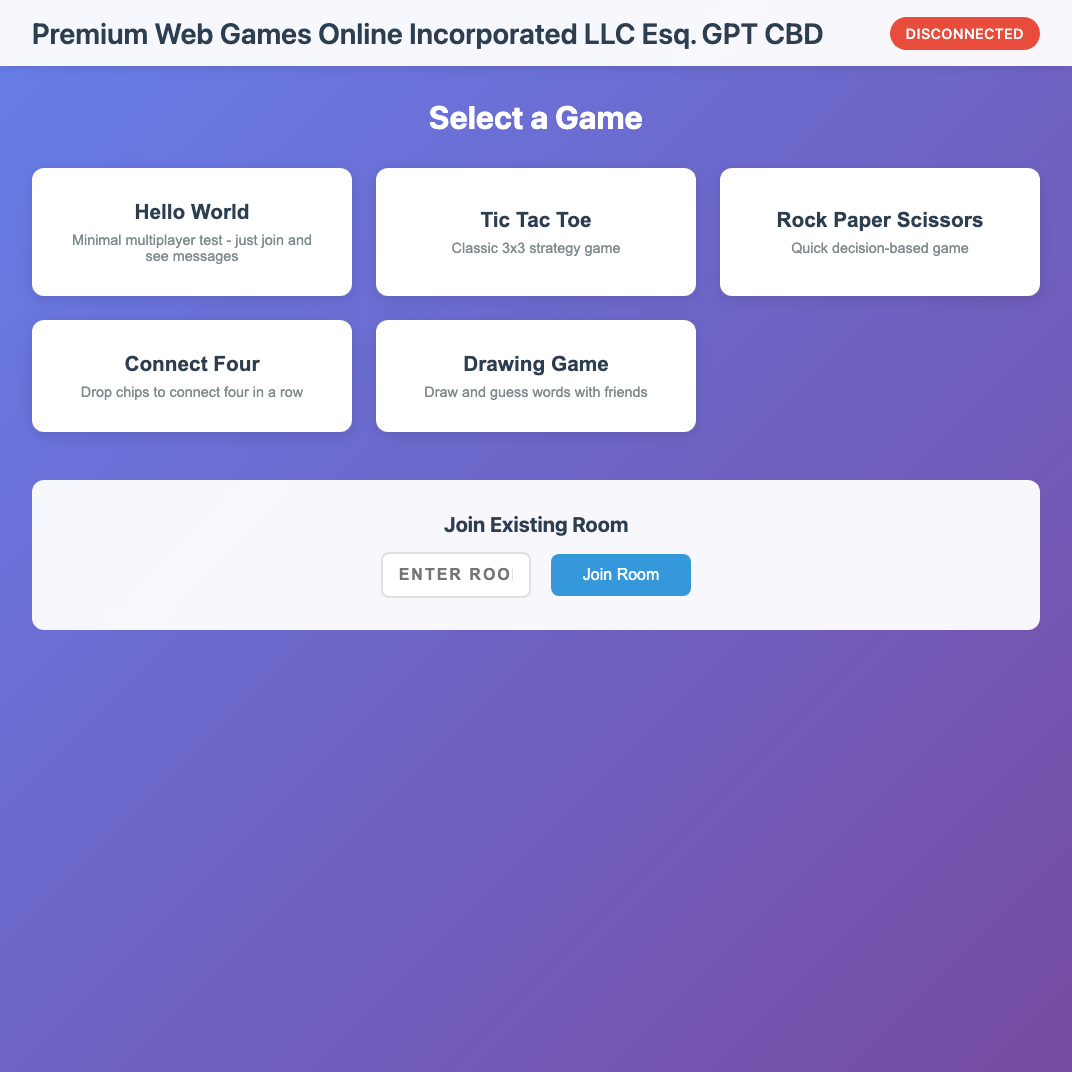 Premium Web Games Online Incorporated LLC Esq. GPT CBD
DISCONNECTED
Select a Game
Hello World
Minimal multiplayer test - just join and
see messages
Tic Tac Toe
Classic 3x3 strategy game
Rock Paper Scissors
Quick decision-based game
Connect Four
Drop chips to connect four in a row
Drawing Game
Draw and guess words with friends
Join Existing Room
ENTER ROO
Join Room